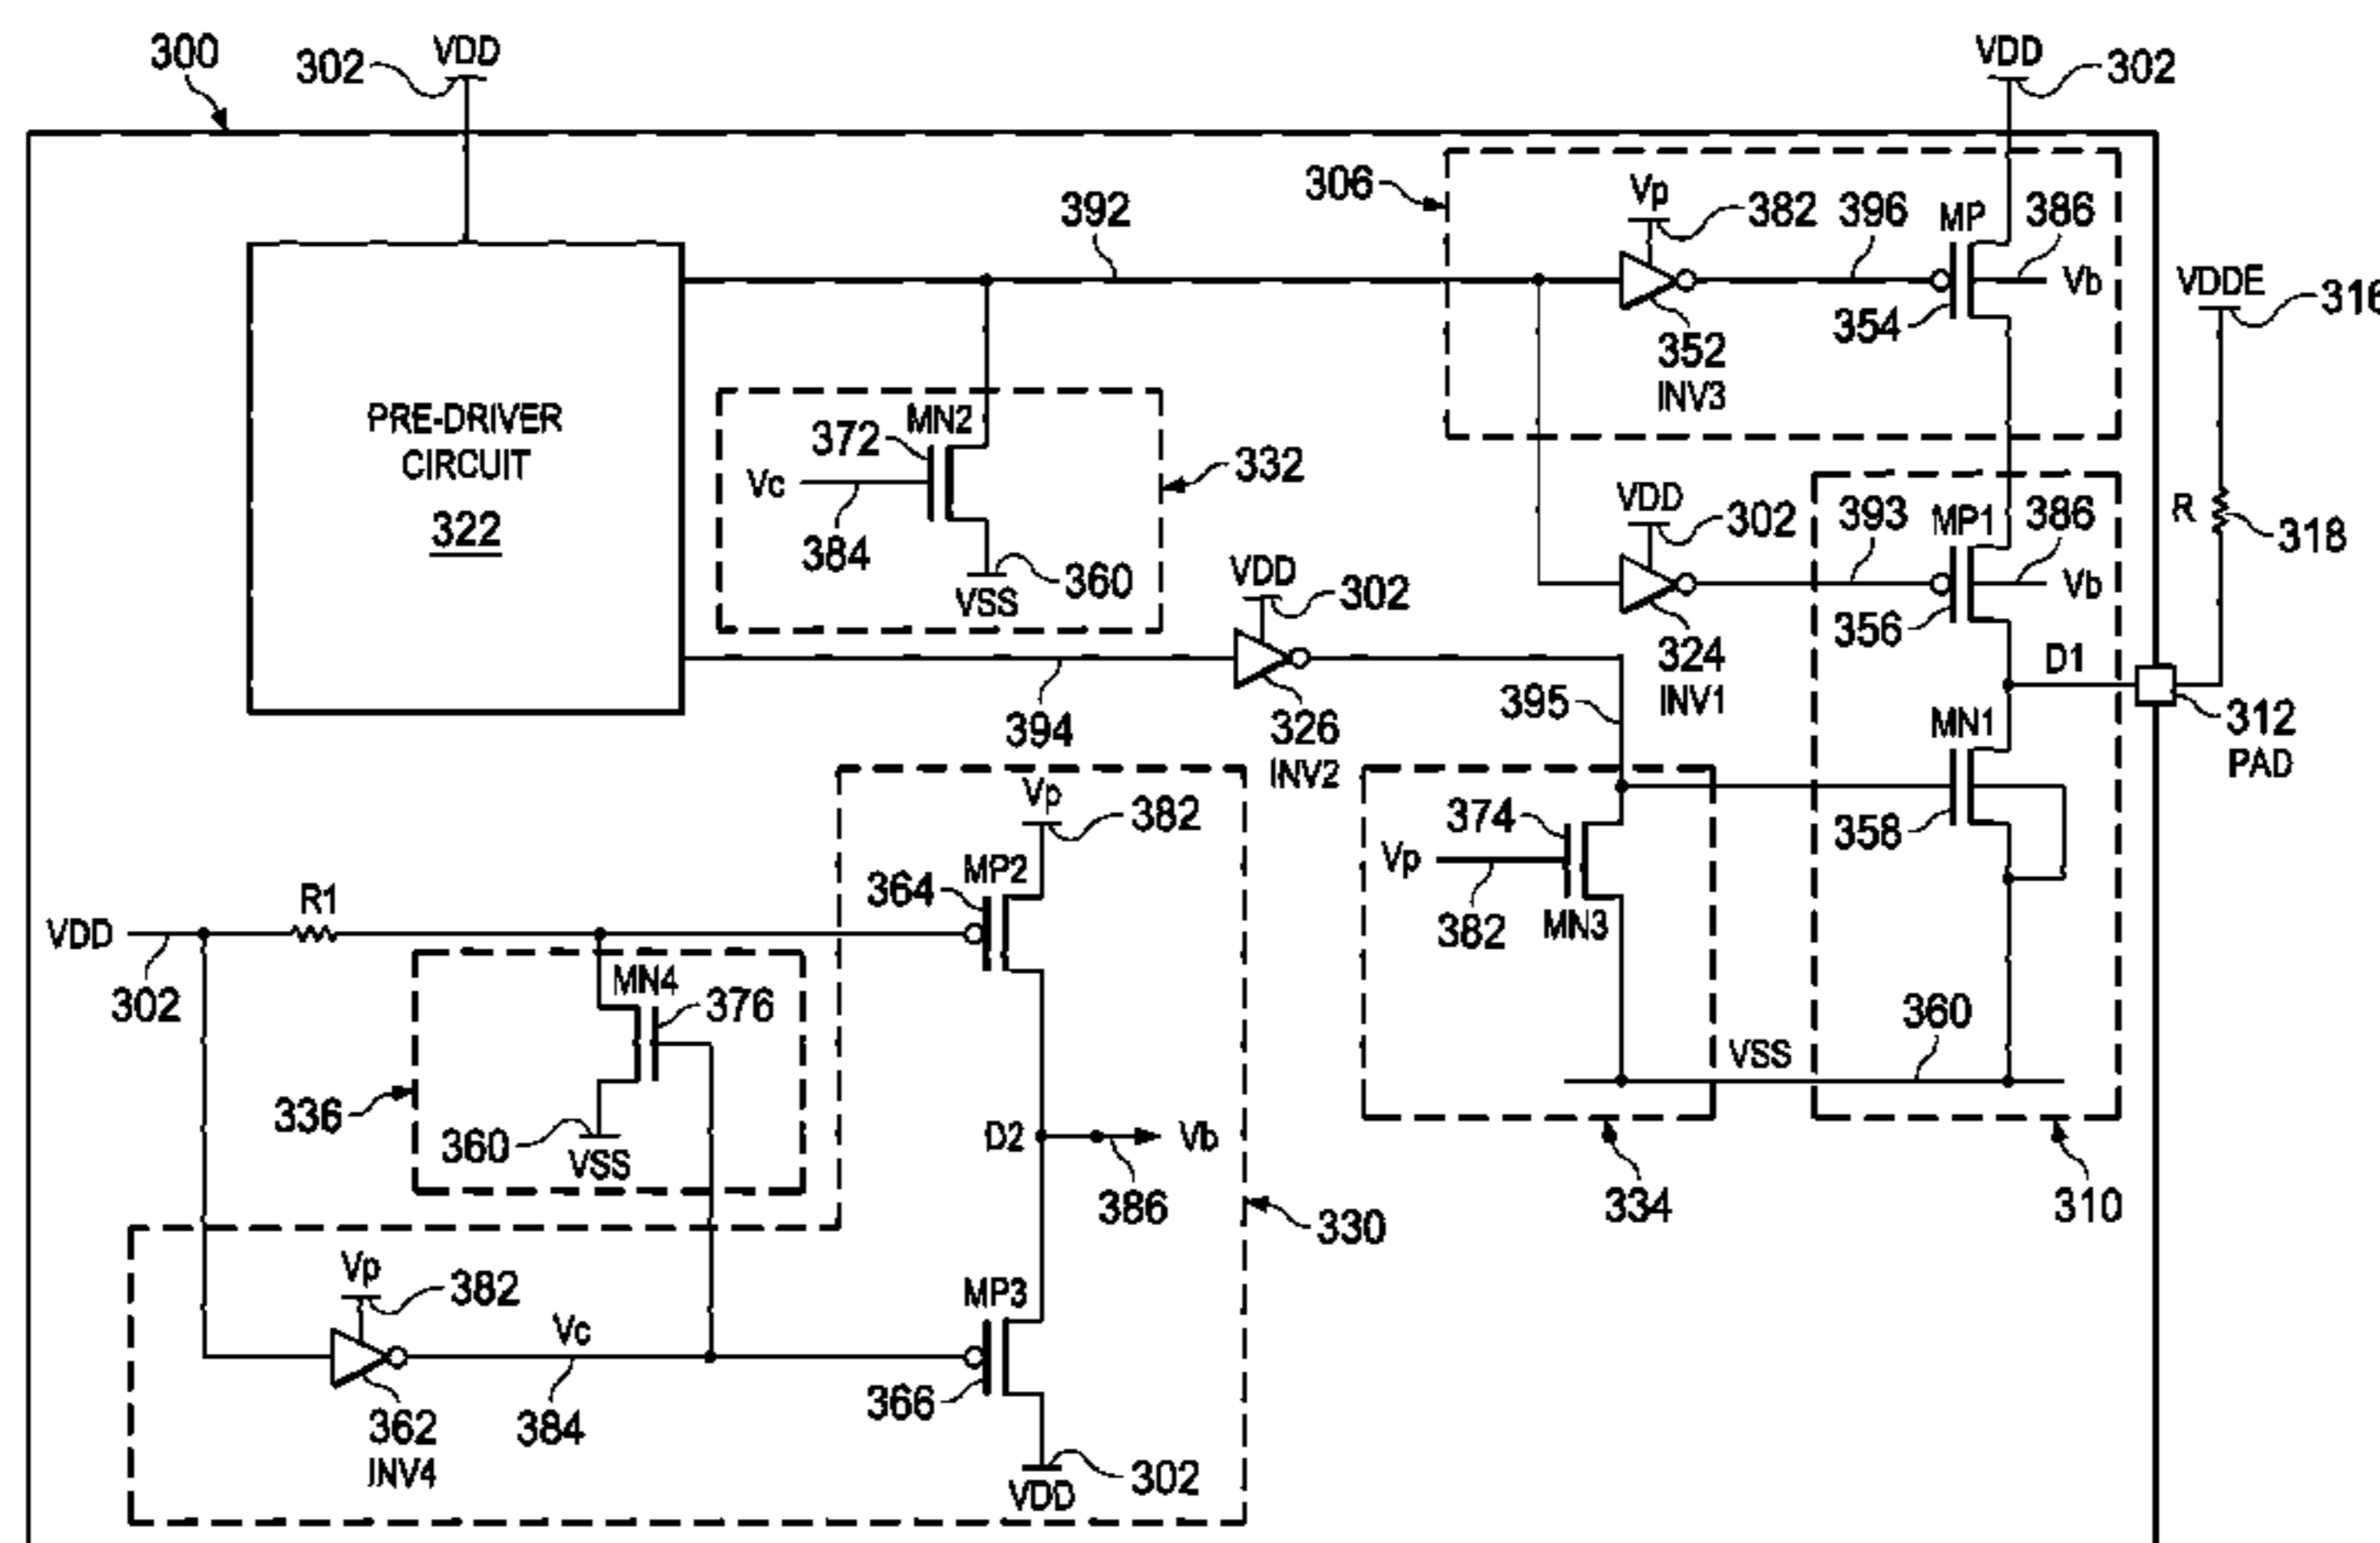 300
302
VDD
VDD
302
306
Vp
382
396
MP
386
392
Vb
VDDE
316
354
352
INV3
PRE-DRIVER
CIRCUIT
322
MN2
372
Vc
384
332
VSS
360
VDD
302
393
MP1
386
R
318
VDD
302
Vb
356
324
INV1
D1
395
394
326
INV2
MN1
312
PAD
Vp
382
374
358
MP2
364
Vp
R1
VDD
382
MN3
302
MN4
376
360
VSS
336
360
VSS
D2
Vb
386
334
310
330
Vp
382
MP3
Vc
366
362
INV4
384
302
VDD